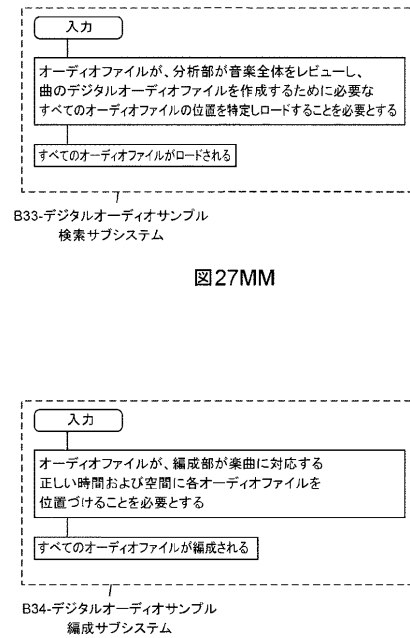 入力
オーディオファイルが、分析部が音楽全体をレビューし、
曲のデジタルオーディオファイルを作成するために必要な
すべてのオーディオファイルの位置を特定しロードすることを必要とする
すべてのオーディオファイルがロードされる
B33-デジタルオーディオサンプル
検索サブシステム
図27MM
入力
オーディオファイルが、編成部が楽曲に対応する
正しい時間および空間に各オーディオファイルを
位置づけることを必要とする
すべてのオーディオファイルが編成される
B34-デジタルオーディオサンプル
編成サブシステム